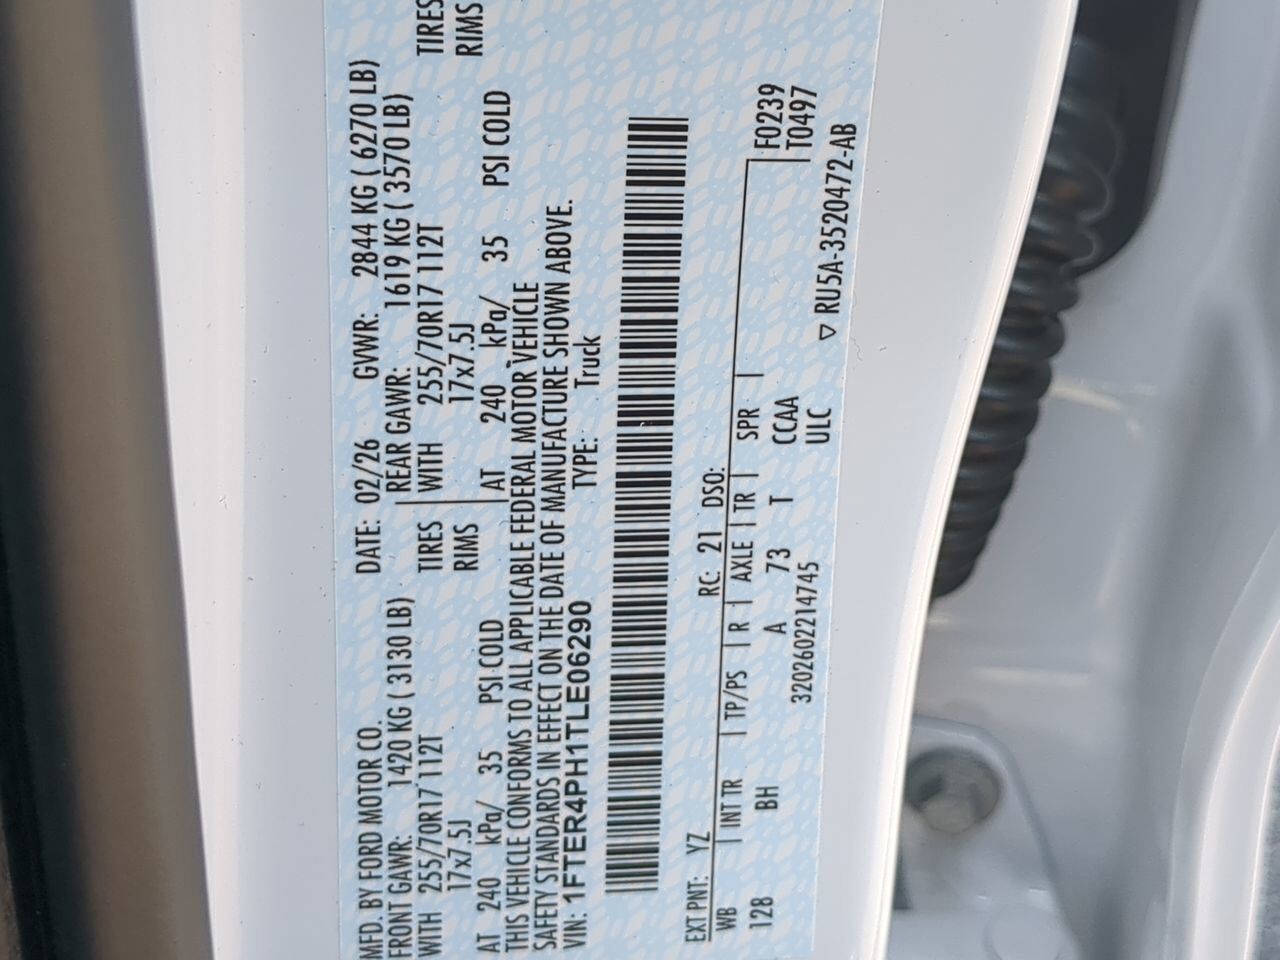 MFD. BY FORD MOTOR CO. DATE: 02/26 GVWR: 2844 KG ( 6270 LB)
FRONT GAWR: 1420 KG ( 3130 LB) REAR GAWR: 1619 KG ( 3570 LB)
WITH 255/70R17 112T TIRES WITH 255/70R17 112T TIRES
17x7.5J RIMS 17x7.5J RIMS
AT 240 kPa/ 35 PSI COLD AT 240 kPa/ 35 PSI COLD
THIS VEHICLE CONFORMS TO ALL APPLICABLE FEDERAL MOTOR VEHICLE
SAFETY STANDARDS IN EFFECT ON THE DATE OF MANUFACTURE SHOWN ABOVE.
VIN: 1FTER4PH1TLE06290 TYPE: Truck
EXT PNT: YZ RC: 21 DSO:
WB INT TR TP/PS R AXLE TR SPR F0239
128 BH A 73 T CCAA T0497
3202602214745 ULC ▽ RU5A-3520472-AB